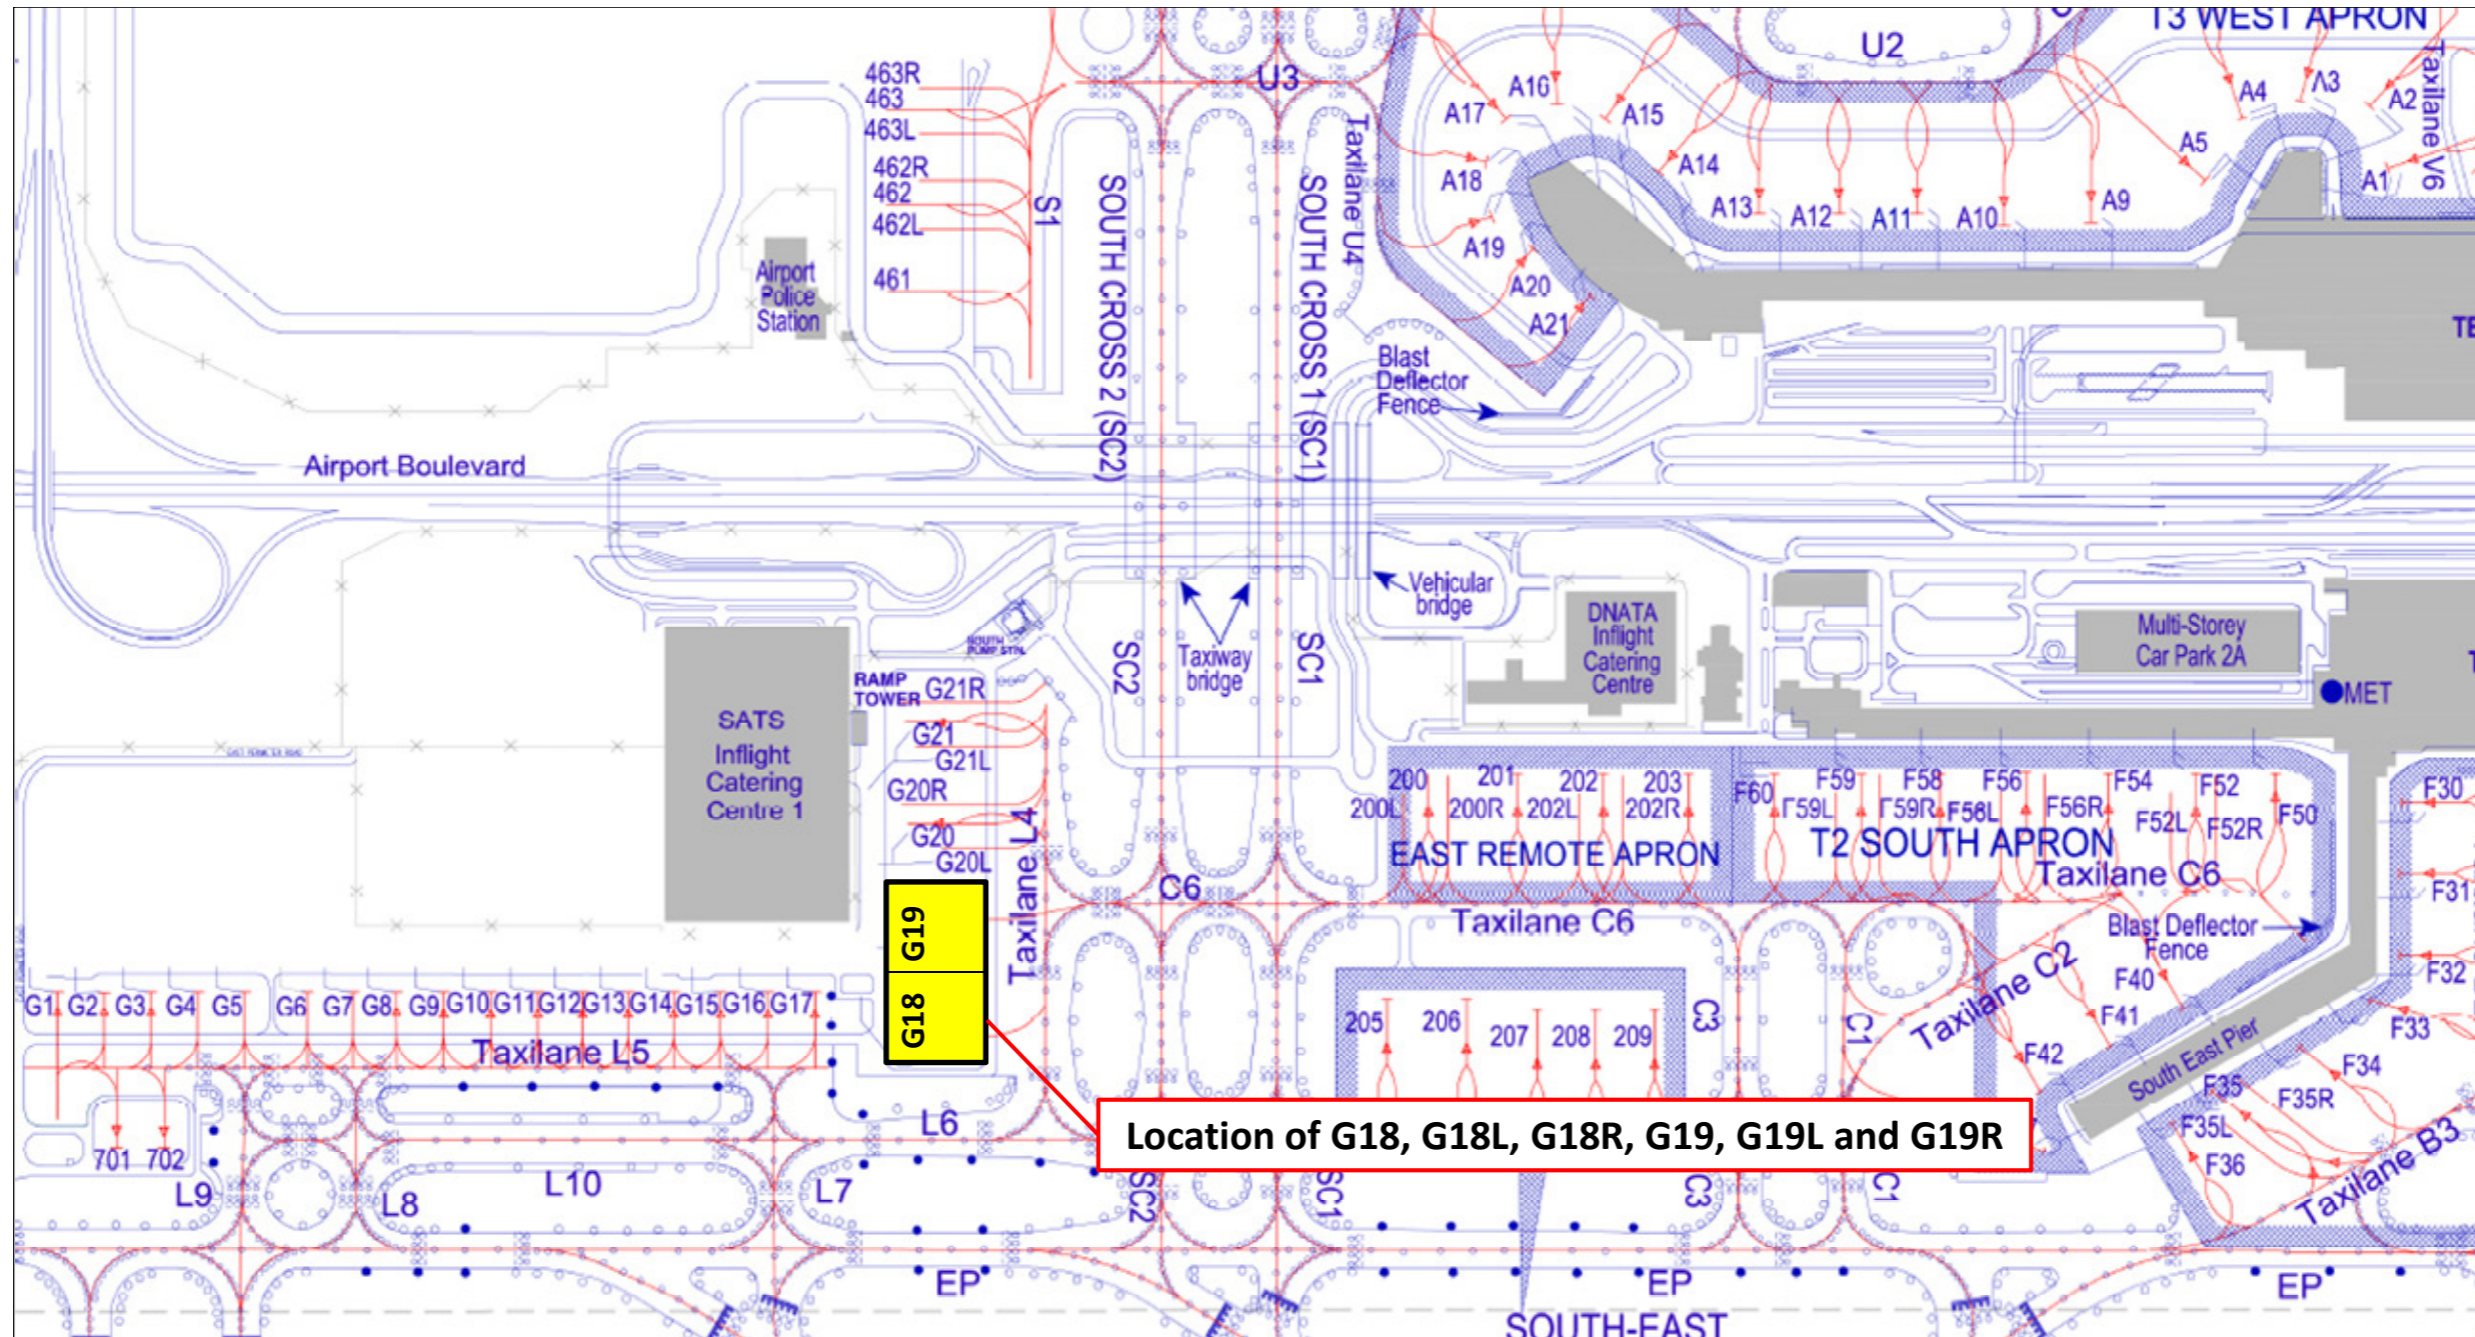 T3 WEST APRON
U2
U3
463R
463
463L
462R
462
462L
461
S1
SOUTH CROSS 2 (SC2)
SOUTH CROSS 1 (SC1)
Taxilane U4
Taxilane V6
A17
A16
A15
A14
A18
A19
A20
A21
A13
A12
A11
A10
A9
A5
A4
A3
A2
A1
Airport
Police
Station
Blast
Deflector
Fence
Airport Boulevard
Vehicular
bridge
Taxiway
bridge
SC2
SC1
SOUTH
PUMP STN.
DNATA
Inflight
Catering
Centre
Multi-Storey
Car Park 2A
MET
RAMP
TOWER
SATS
Inflight
Catering
Centre 1
G21R
G21
G21L
G20R
G20
G20L
Taxilane L4
G19
G18
C6
200
200L
200R
201
202
202L
202R
203
EAST REMOTE APRON
F60
F59
F59L
F59R
F58
F56
F56L
F56R
F54
F52
F52L
F52R
F50
T2 SOUTH APRON
Taxilane C6
Taxilane C6
Blast Deflector
Fence
F30
F31
F32
F33
F34
F35
F35R
F35L
F36
F40
F41
F42
Taxilane C2
South East Pier
Taxilane B3
G1
G2
G3
G4
G5
G6
G7
G8
G9
G10
G11
G12
G13
G14
G15
G16
G17
Taxilane L5
205
206
207
208
209
C3
C1
701
702
L6
L7
L8
L9
L10
Location of G18, G18L, G18R, G19, G19L and G19R
SC2
SC1
C3
C1
EP
EP
EP
SOUTH-EAST